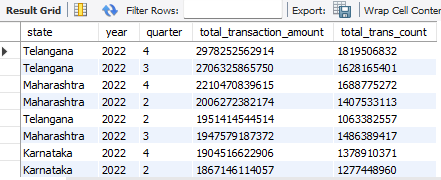 Result Grid Filter Rows: Export: Wrap Cell Conten
state year quarter total_transaction_amount total_trans_count
Telangana 2022 4 2978252562914 1819506832
Telangana 2022 3 2706325865750 1628165401
Maharashtra 2022 4 2210470839615 1688775272
Maharashtra 2022 2 2006272382174 1407533113
Telangana 2022 2 1951414544514 1063382557
Maharashtra 2022 3 1947579187372 1486389417
Karnataka 2022 4 1904516622906 1378910371
Karnataka 2022 2 1867146114057 1277448960